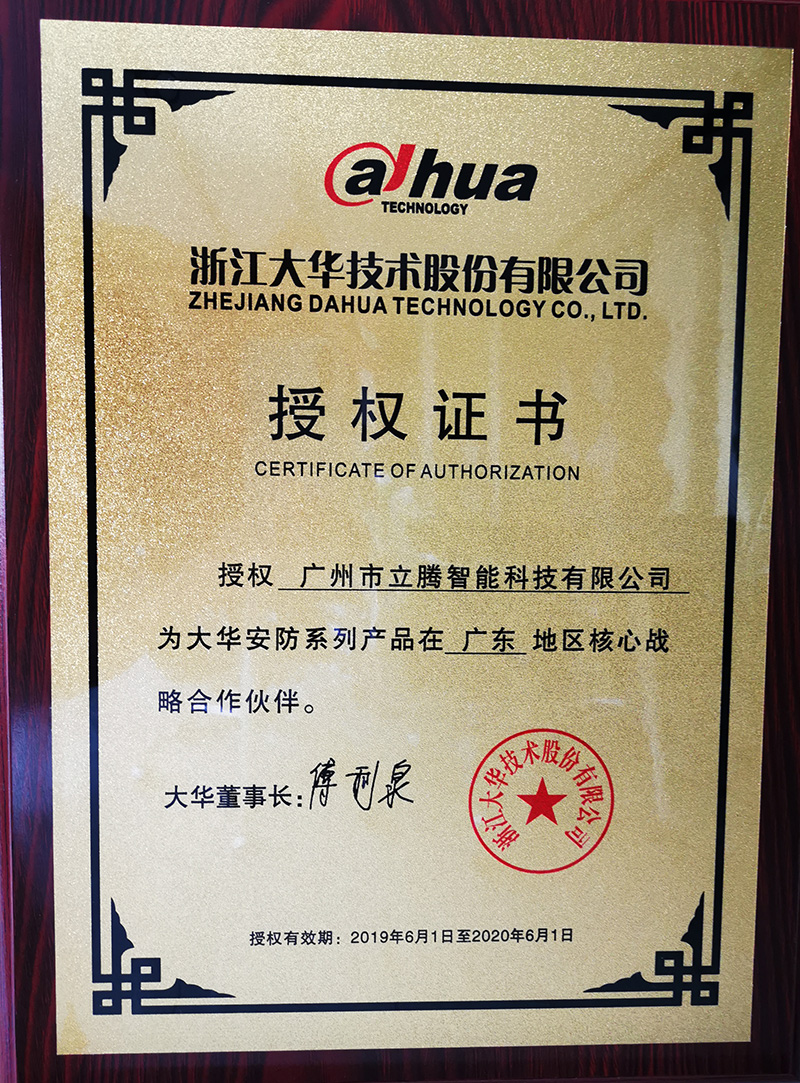 alhua
TECHNOLOGY
浙江大华技术股份有限公司
ZHEJIANG DAHUA TECHNOLOGY CO., LTD.
授权证书
CERTIFICATE OF AUTHORIZATION
授权 广州市立腾智能科技有限公司
为大华安防系列产品在 广东 地区核心战
略合作伙伴。
大华董事长:傅利泉
浙江大华技术股份有限公司
授权有效期：2019年6月1日至2020年6月1日